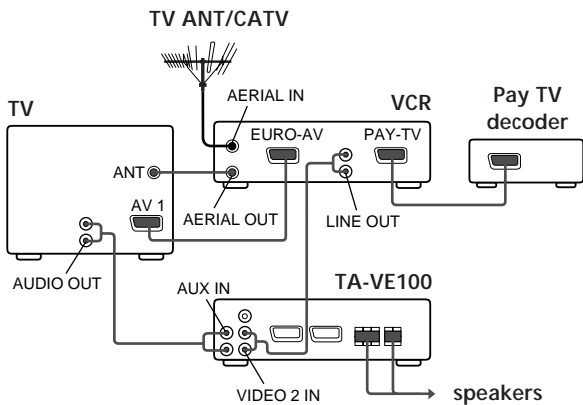 TV ANT/CATV
TV
AERIAL IN
VCR
Pay TV
decoder
EURO-AV
PAY-TV
ANT
AV 1
AERIAL OUT
LINE OUT
AUDIO OUT
AUX IN
TA-VE100
VIDEO 2 IN
speakers